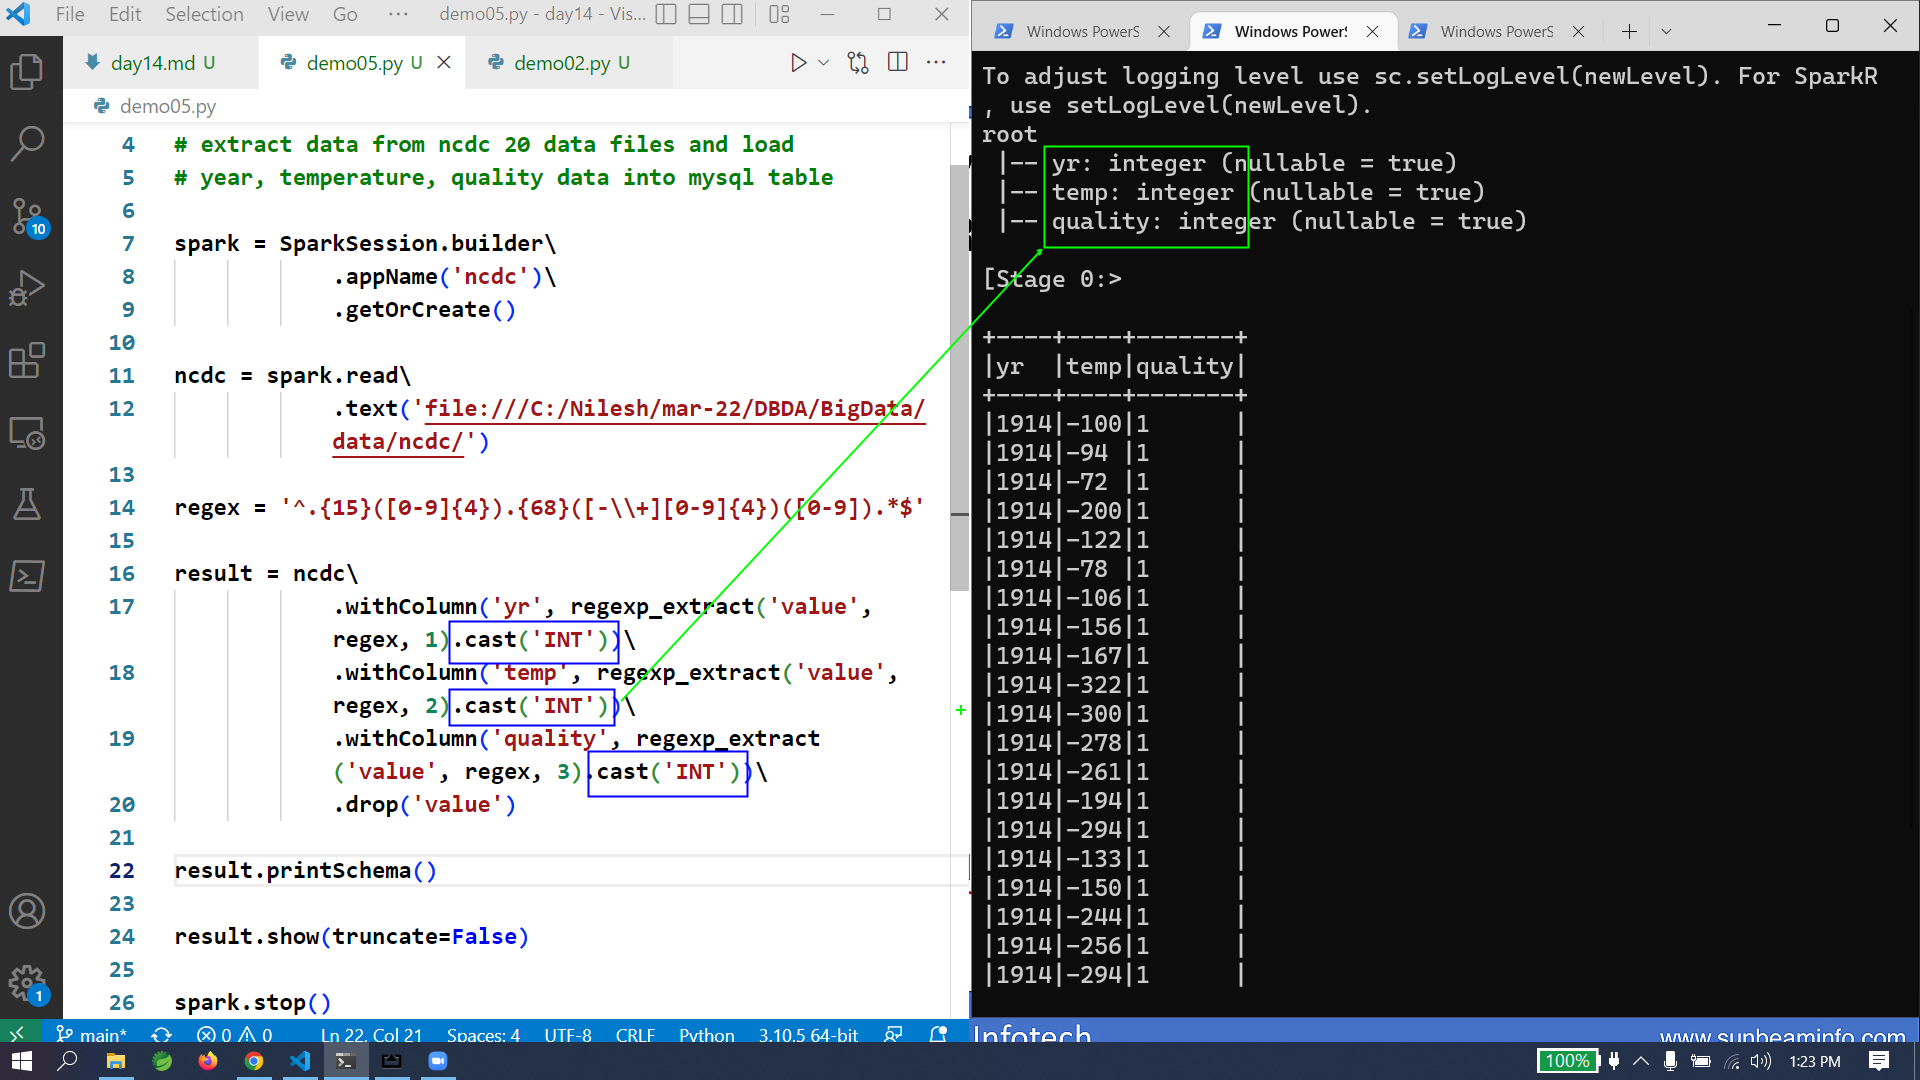 File Edit Selection View Go ··· demo05.py - day14 - Vis...
day14.md U demo05.py U demo02.py U
demo05.py
4 # extract data from ncdc 20 data files and load
5 # year, temperature, quality data into mysql table
6
7 spark = SparkSession.builder\
8 .appName('ncdc')\
9 .getOrCreate()
10
11 ncdc = spark.read\
12 .text('file:///C:/Nilesh/mar-22/DBDA/BigData/
data/ncdc/')
13
14 regex = '^.{15}([0-9]{4}).{68}([-\\+][0-9]{4})([0-9]).*$'
15
16 result = ncdc\
17 .withColumn('yr', regexp_extract('value',
regex, 1).cast('INT'))\
18 .withColumn('temp', regexp_extract('value',
regex, 2).cast('INT'))\
19 .withColumn('quality', regexp_extract
('value', regex, 3).cast('INT'))\
20 .drop('value')
21
22 result.printSchema()
23
24 result.show(truncate=False)
25
26 spark.stop()
10
1
main* 0 0 Ln 22, Col 21 Spaces: 4 UTF-8 CRLF Python 3.10.5 64-bit
Windows PowerS Windows PowerS Windows PowerS
To adjust logging level use sc.setLogLevel(newLevel). For SparkR
, use setLogLevel(newLevel).
root
|-- yr: integer (nullable = true)
|-- temp: integer (nullable = true)
|-- quality: integer (nullable = true)
[Stage 0:>
+----+----+-------+
|yr  |temp|quality|
+----+----+-------+
|1914|-100|1      |
|1914|-94 |1      |
|1914|-72 |1      |
|1914|-200|1      |
|1914|-122|1      |
|1914|-78 |1      |
|1914|-106|1      |
|1914|-156|1      |
|1914|-167|1      |
|1914|-322|1      |
|1914|-300|1      |
|1914|-278|1      |
|1914|-261|1      |
|1914|-194|1      |
|1914|-294|1      |
|1914|-133|1      |
|1914|-150|1      |
|1914|-244|1      |
|1914|-256|1      |
|1914|-294|1      |
Infotech www.sunbeaminfo.com
100% 1:23 PM